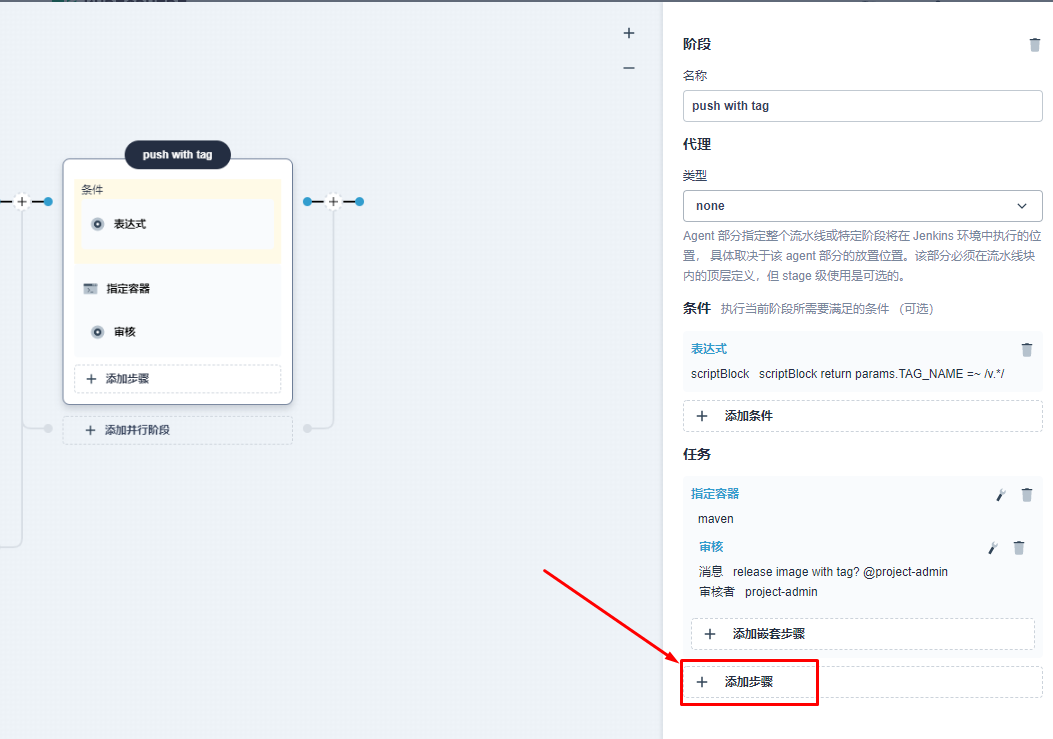 push with tag
条件
表达式
指定容器
审核
添加步骤
添加并行阶段
阶段
名称
push with tag
代理
类型
none
Agent 部分指定整个流水线或特定阶段将在 Jenkins 环境中执行的位
置， 具体取决于该 agent 部分的放置位置。该部分必须在流水线块
内的顶层定义，但 stage 级使用是可选的。
条件 执行当前阶段所需要满足的条件 （可选）
表达式
scriptBlock scriptBlock return params.TAG_NAME =~ /v.*/
添加条件
任务
指定容器
maven
审核
消息 release image with tag? @project-admin
审核者 project-admin
添加嵌套步骤
添加步骤